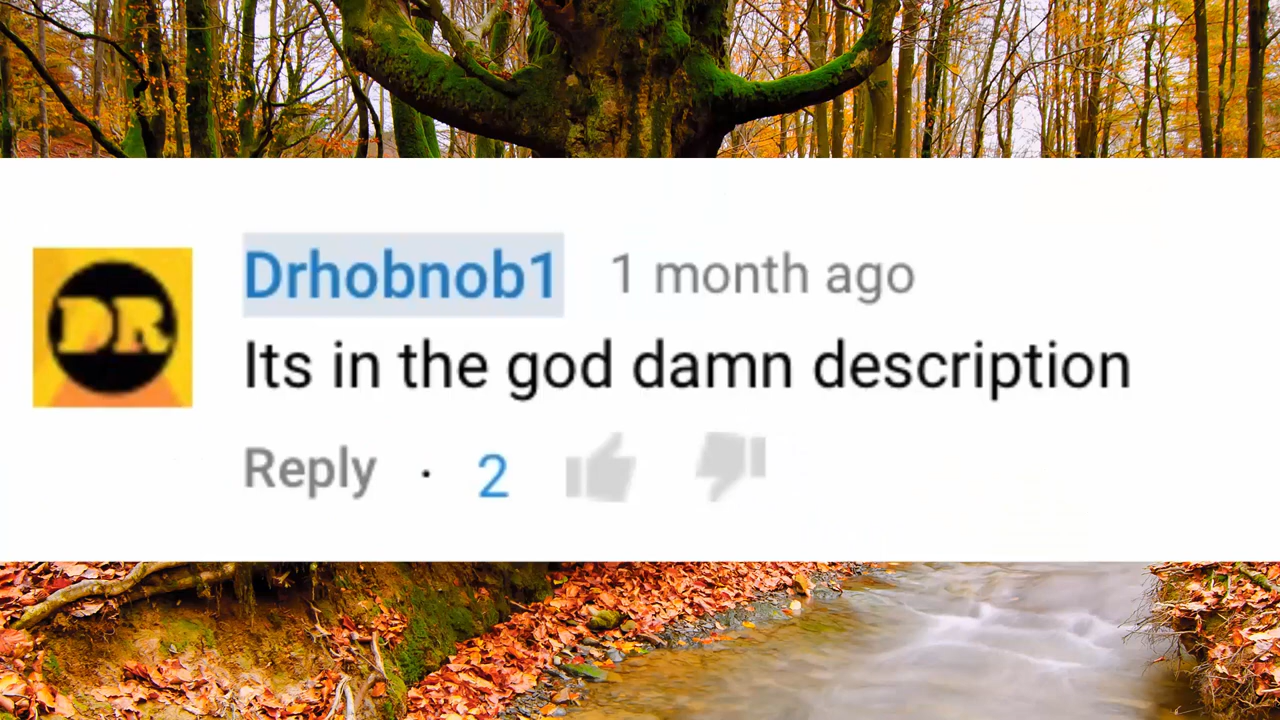 DR
Drhobnob1 1 month ago
Its in the god damn description
Reply · 2